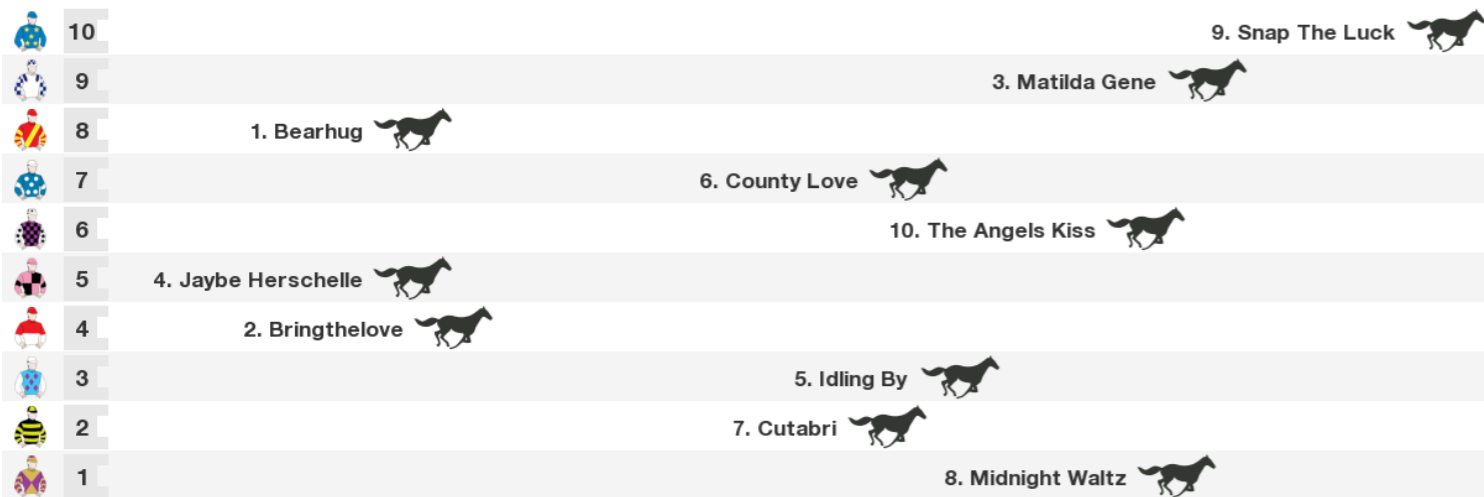 10 9. Snap The Luck
9 3. Matilda Gene
8 1. Bearhug
7 6. County Love
6 10. The Angels Kiss
5 4. Jaybe Herschelle
4 2. Bringthelove
3 5. Idling By
2 7. Cutabri
1 8. Midnight Waltz